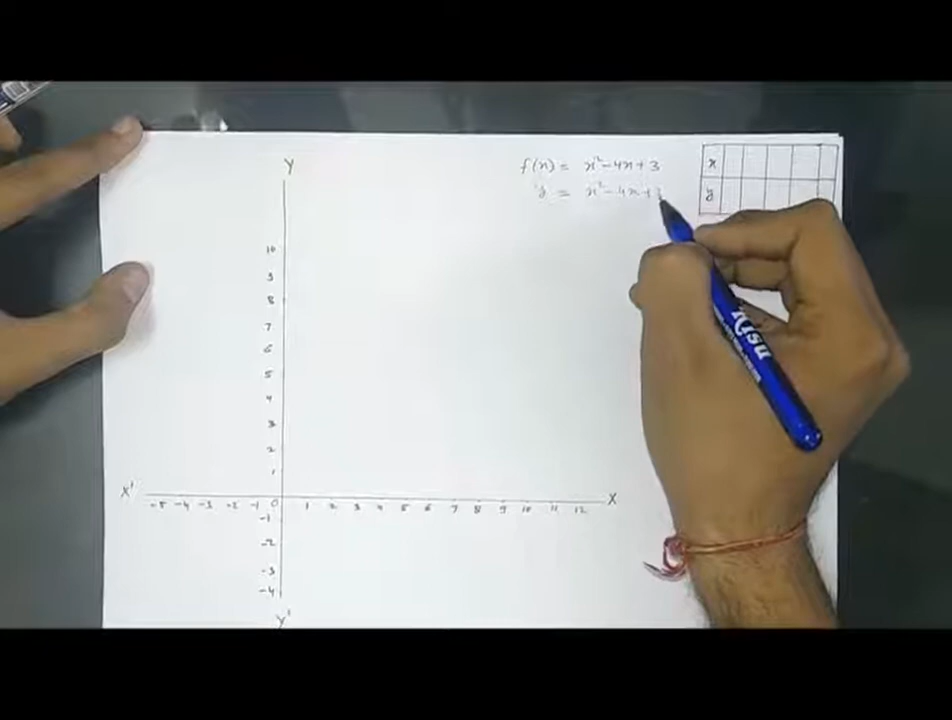 Y
f(x) = x² - 4x + 3
y = x² - 4x + 3
x
y
10
9
8
7
6
5
4
3
2
1
X' -5 -4 -3 -2 -1 0 1 2 3 4 5 6 7 8 9 10 11 12 X
-1
-2
-3
-4
Y'